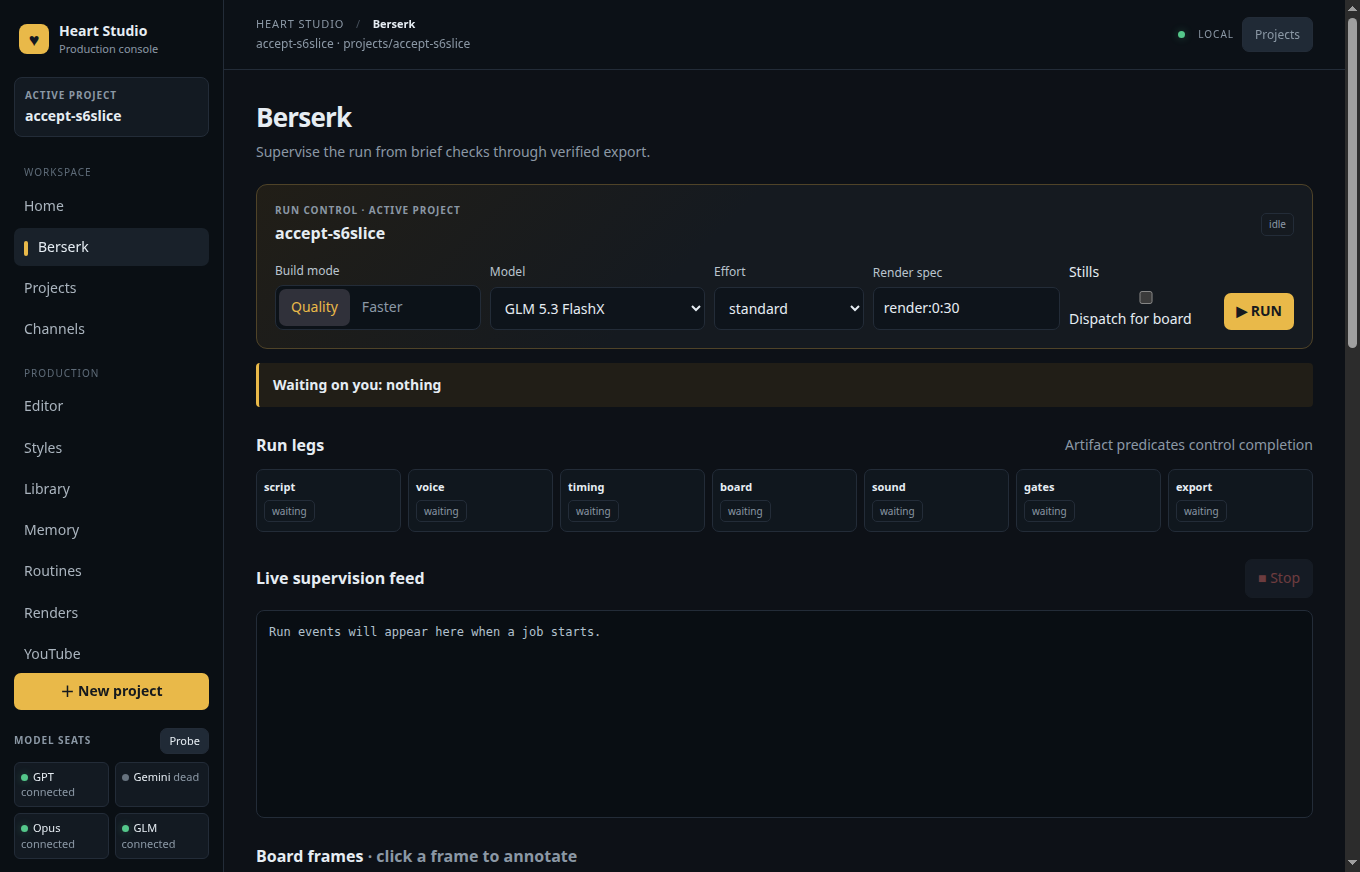 ♥ Heart Studio
Production console
ACTIVE PROJECT
accept-s6slice
WORKSPACE
Home
Berserk
Projects
Channels
PRODUCTION
Editor
Styles
Library
Memory
Routines
Renders
YouTube
+ New project
MODEL SEATS Probe
GPT connected
Gemini dead
Opus connected
GLM connected
HEART STUDIO / Berserk
accept-s6slice · projects/accept-s6slice
LOCAL Projects
Berserk
Supervise the run from brief checks through verified export.
RUN CONTROL · ACTIVE PROJECT
accept-s6slice
idle
Build mode Model Effort Render spec Stills
Quality Faster GLM 5.3 FlashX standard render:0:30 Dispatch for board ▶ RUN
Waiting on you: nothing
Run legs Artifact predicates control completion
script voice timing board sound gates export
waiting waiting waiting waiting waiting waiting waiting
Live supervision feed ■ Stop
Run events will appear here when a job starts.
Board frames · click a frame to annotate